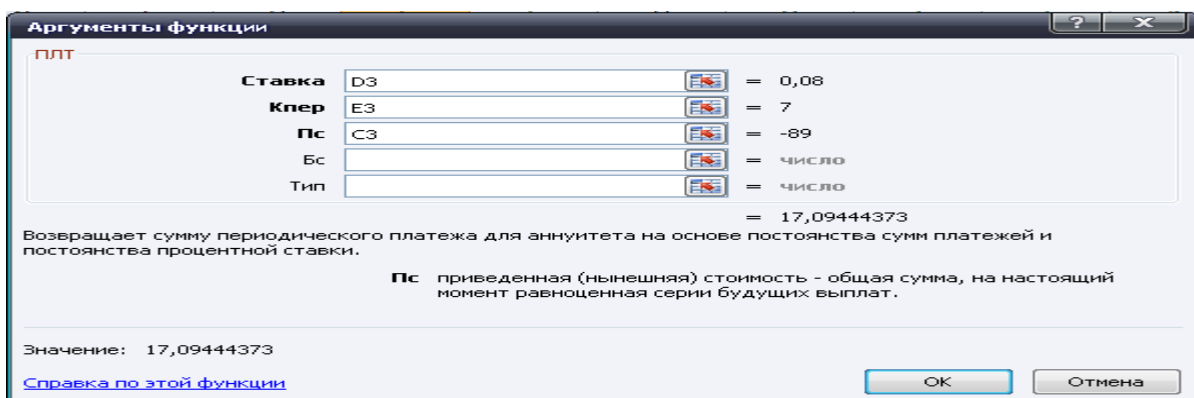 Аргументы функции
ПЛТ
Ставка D3 = 0,08
Кпер E3 = 7
Пс C3 = -89
Бс = число
Тип = число
= 17,09444373
Возвращает сумму периодического платежа для аннуитета на основе постоянства сумм платежей и
постоянства процентной ставки.
Пс приведенная (нынешняя) стоимость - общая сумма, на настоящий
момент равноценная серии будущих выплат.
Значение: 17,09444373
Справка по этой функции ОК Отмена